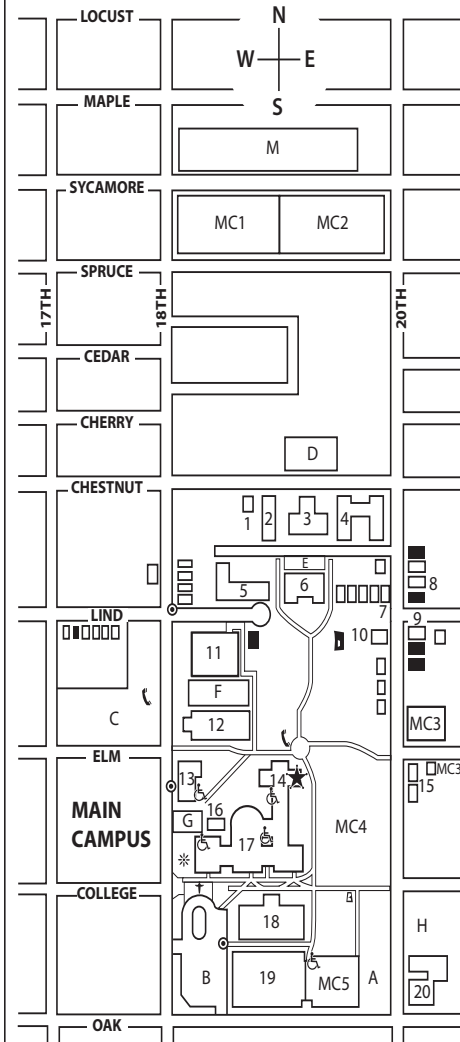 LOCUST
N
W E
S
MAPLE
M
SYCAMORE
MC1 MC2
SPRUCE
17TH
18TH
20TH
CEDAR
CHERRY
D
CHESTNUT
1 2 3 4
E
5 6 7 8
LIND
9
10
11
C
F
12
MC3
ELM
13 14
MC3
15
MAIN
CAMPUS
G 16
17
MC4
COLLEGE
18
H
B 19 MC5 A 20
OAK